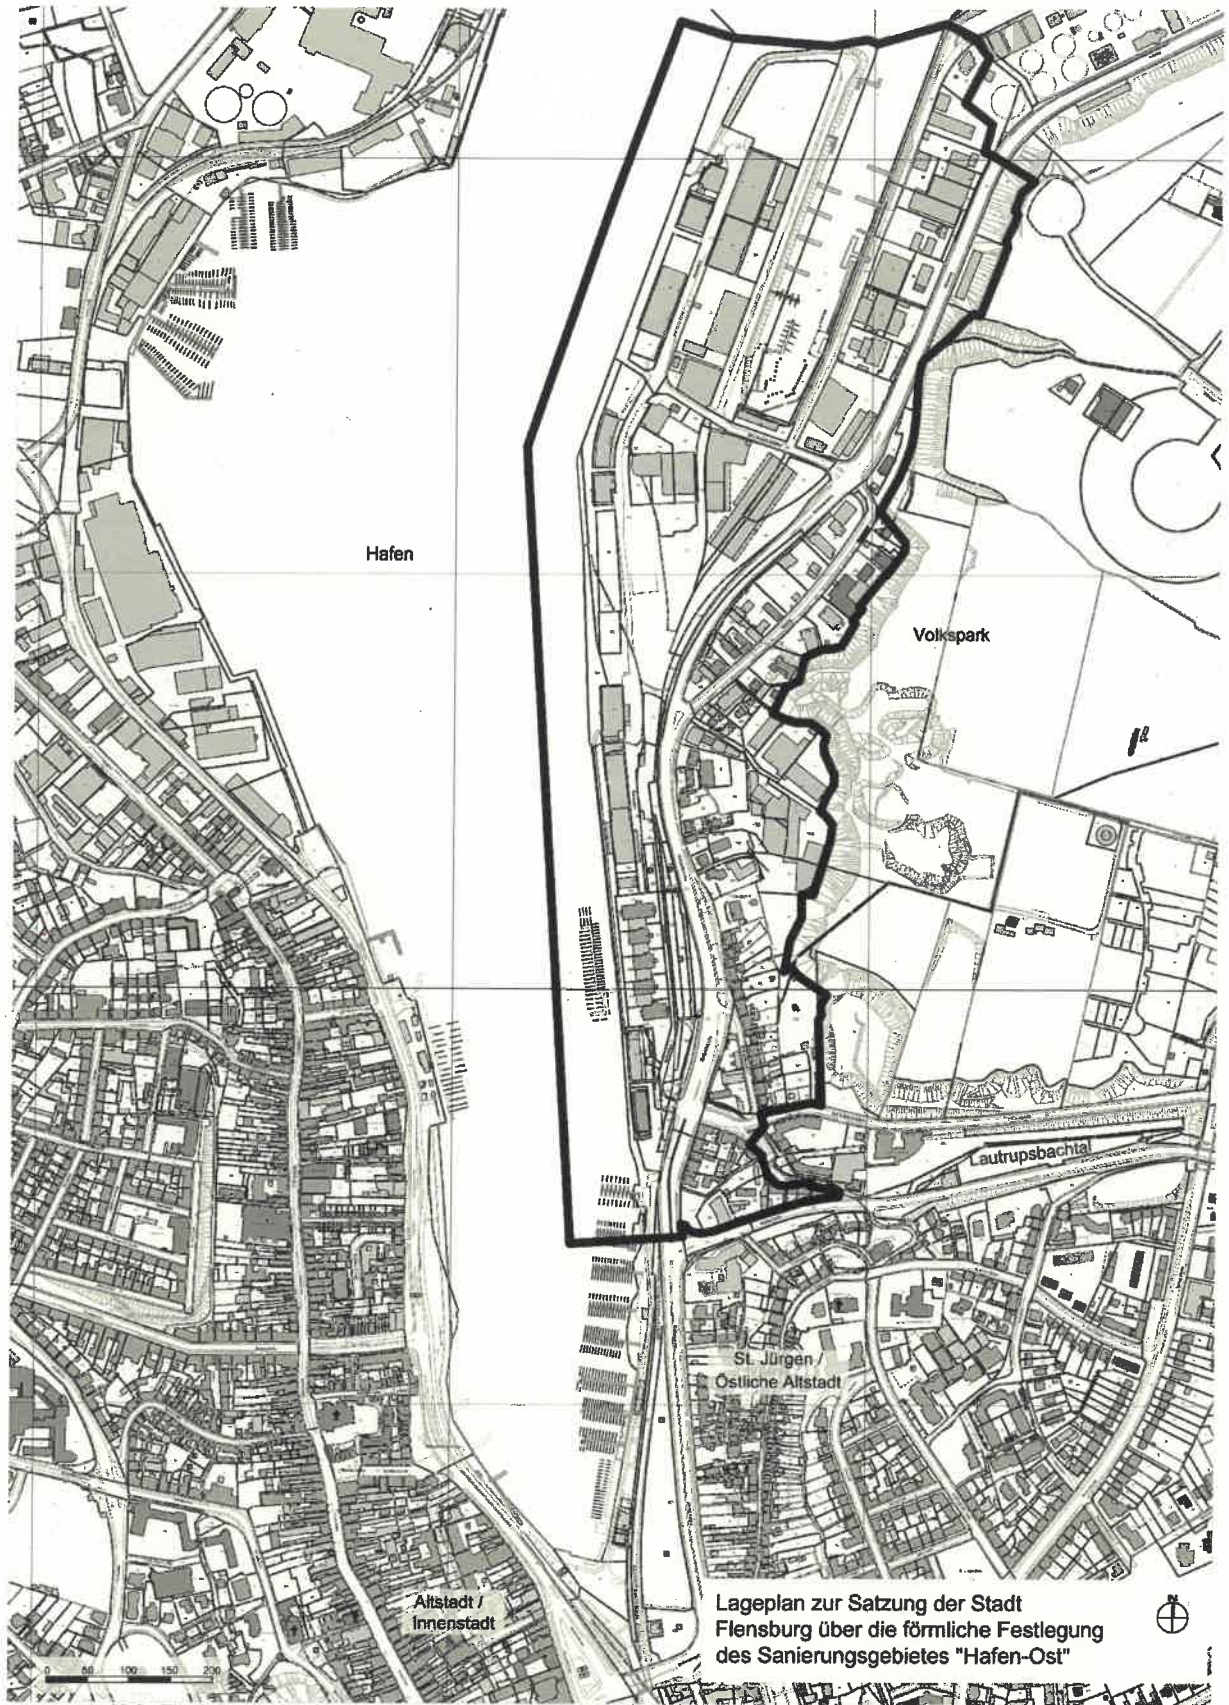 Hafen
Volkspark
Lautrupsbachtal
St. Jürgen /
Östliche Altstadt
Altstadt /
Innenstadt
Lageplan zur Satzung der Stadt
Flensburg über die förmliche Festlegung
des Sanierungsgebietes "Hafen-Ost"
N
0 50 100 150 200